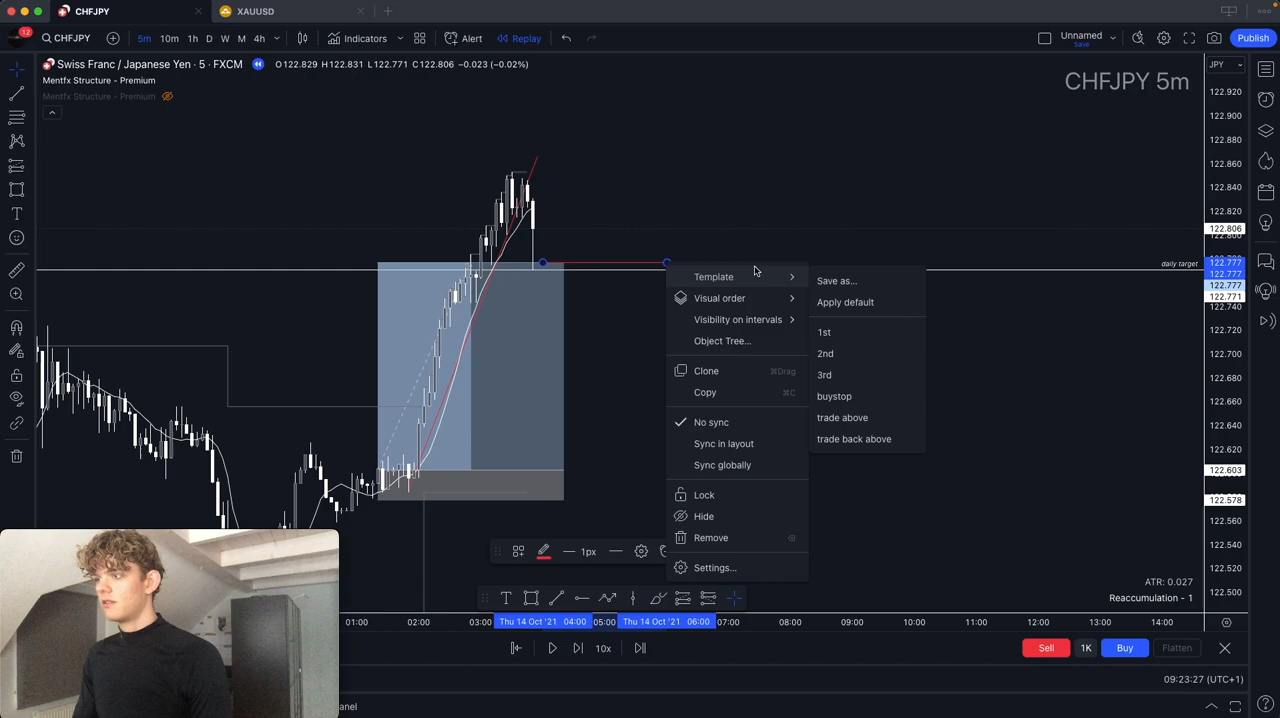 CHFJPY
XAUUSD
12
CHFJPY
5m 10m 1h D W M 4h
Indicators
Alert
Replay
Unnamed
Save
Publish
Swiss Franc / Japanese Yen · 5 · FXCM
O122.829 H122.831 L122.771 C122.806 −0.023 (−0.02%)
JPY
Mentfx Structure - Premium
Mentfx Structure - Premium
CHFJPY 5m
122.920
122.900
122.880
122.860
122.840
122.820
122.806
122.800
daily target
122.777
122.777
122.777
122.771
122.740
122.720
122.700
122.680
122.660
122.640
122.620
122.603
122.578
122.560
122.540
122.520
122.500
Template
Visual order
Visibility on intervals
Object Tree...
Clone ⌘Drag
Copy ⌘C
No sync
Sync in layout
Sync globally
Lock
Hide
Remove
Settings...
Save as...
Apply default
1st
2nd
3rd
buystop
trade above
trade back above
1px
ATR: 0.027
Reaccumulation - 1
01:00 02:00 03:00 Thu 14 Oct '21 04:00 05:00 Thu 14 Oct '21 06:00 07:00 08:00 09:00 10:00 11:00 12:00 13:00 14:00
10x
Sell 1K Buy Flatten
09:23:27 (UTC+1)
anel